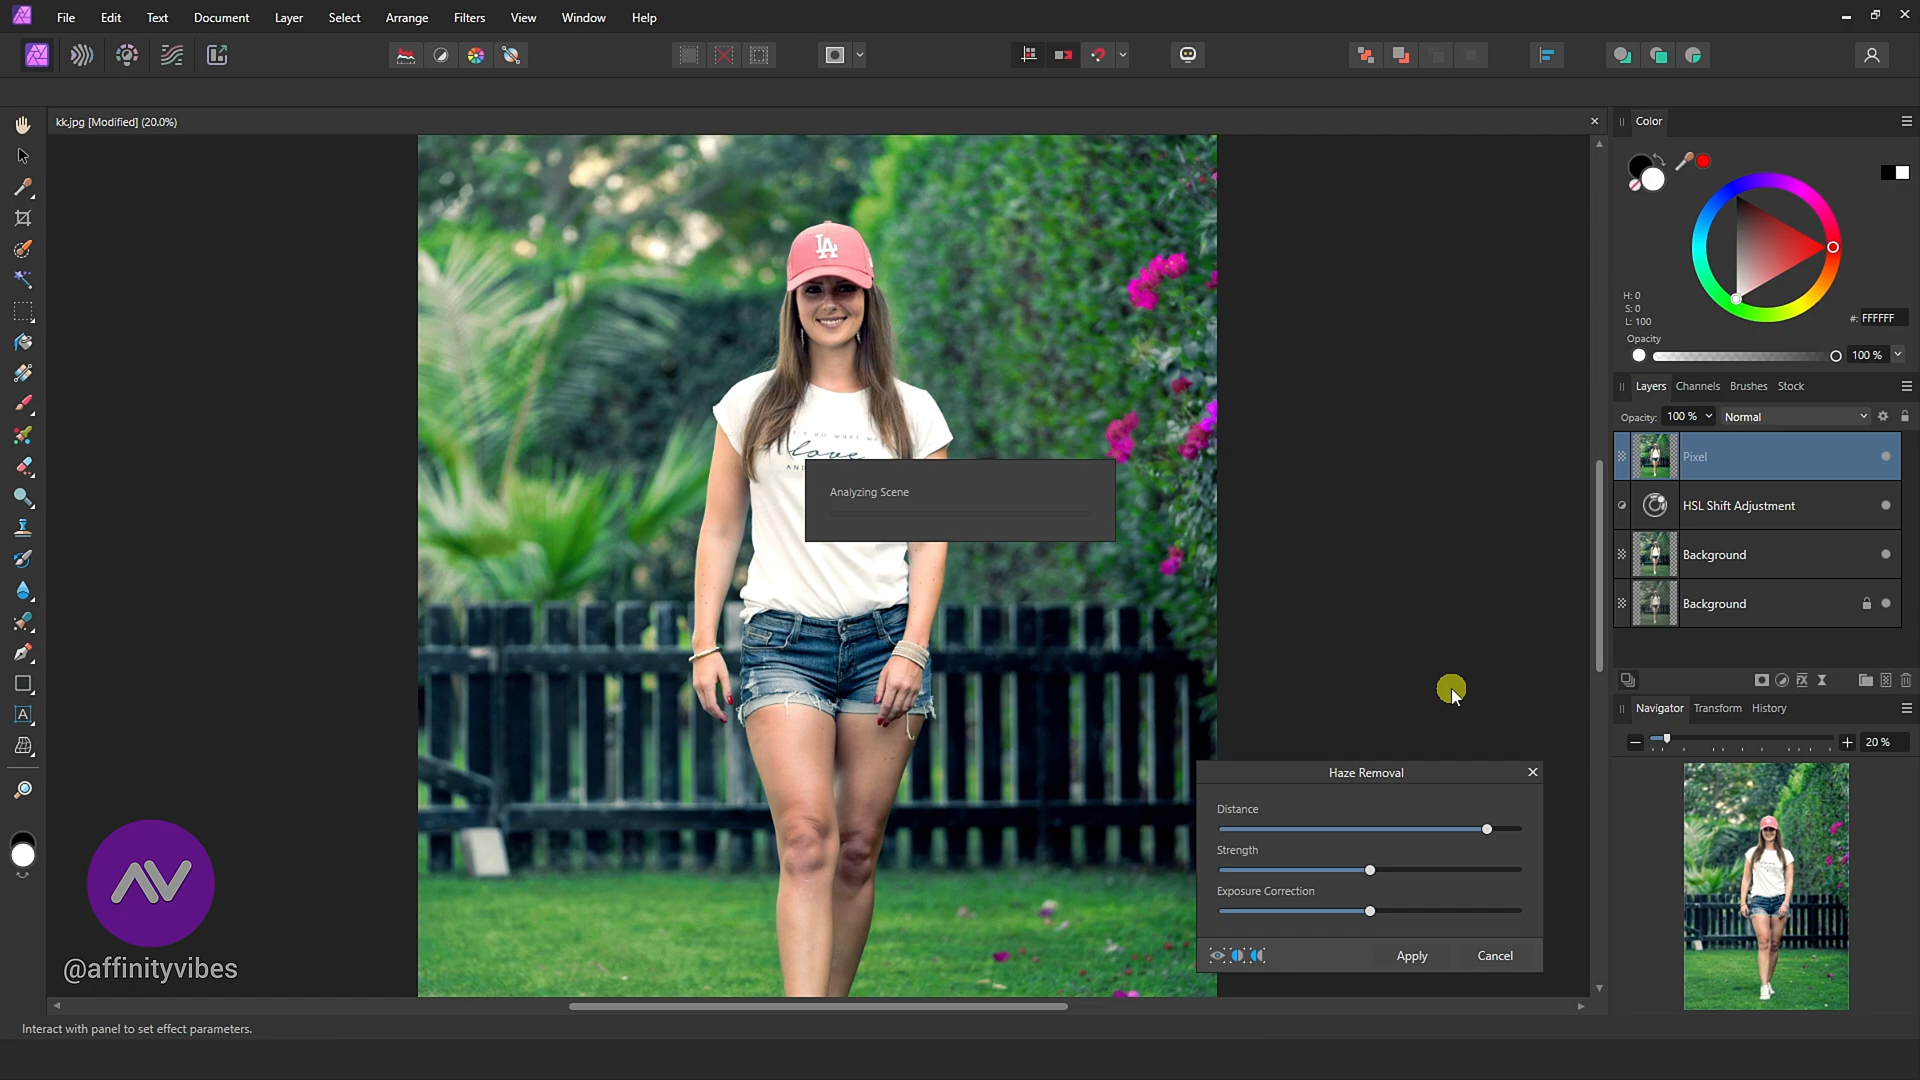 File Edit Text Document Layer Select Arrange Filters View Window Help
kk.jpg [Modified] (20.0%)
Color
H: 0
S: 0
L: 100
#: FFFFFF
Opacity
100 %
Layers Channels Brushes Stock
Opacity: 100 % Normal
Pixel
HSL Shift Adjustment
Background
Background
Navigator Transform History
20 %
LA
love
AND
Analyzing Scene
Haze Removal
Distance
Strength
Exposure Correction
Apply Cancel
@affinityvibes
Interact with panel to set effect parameters.